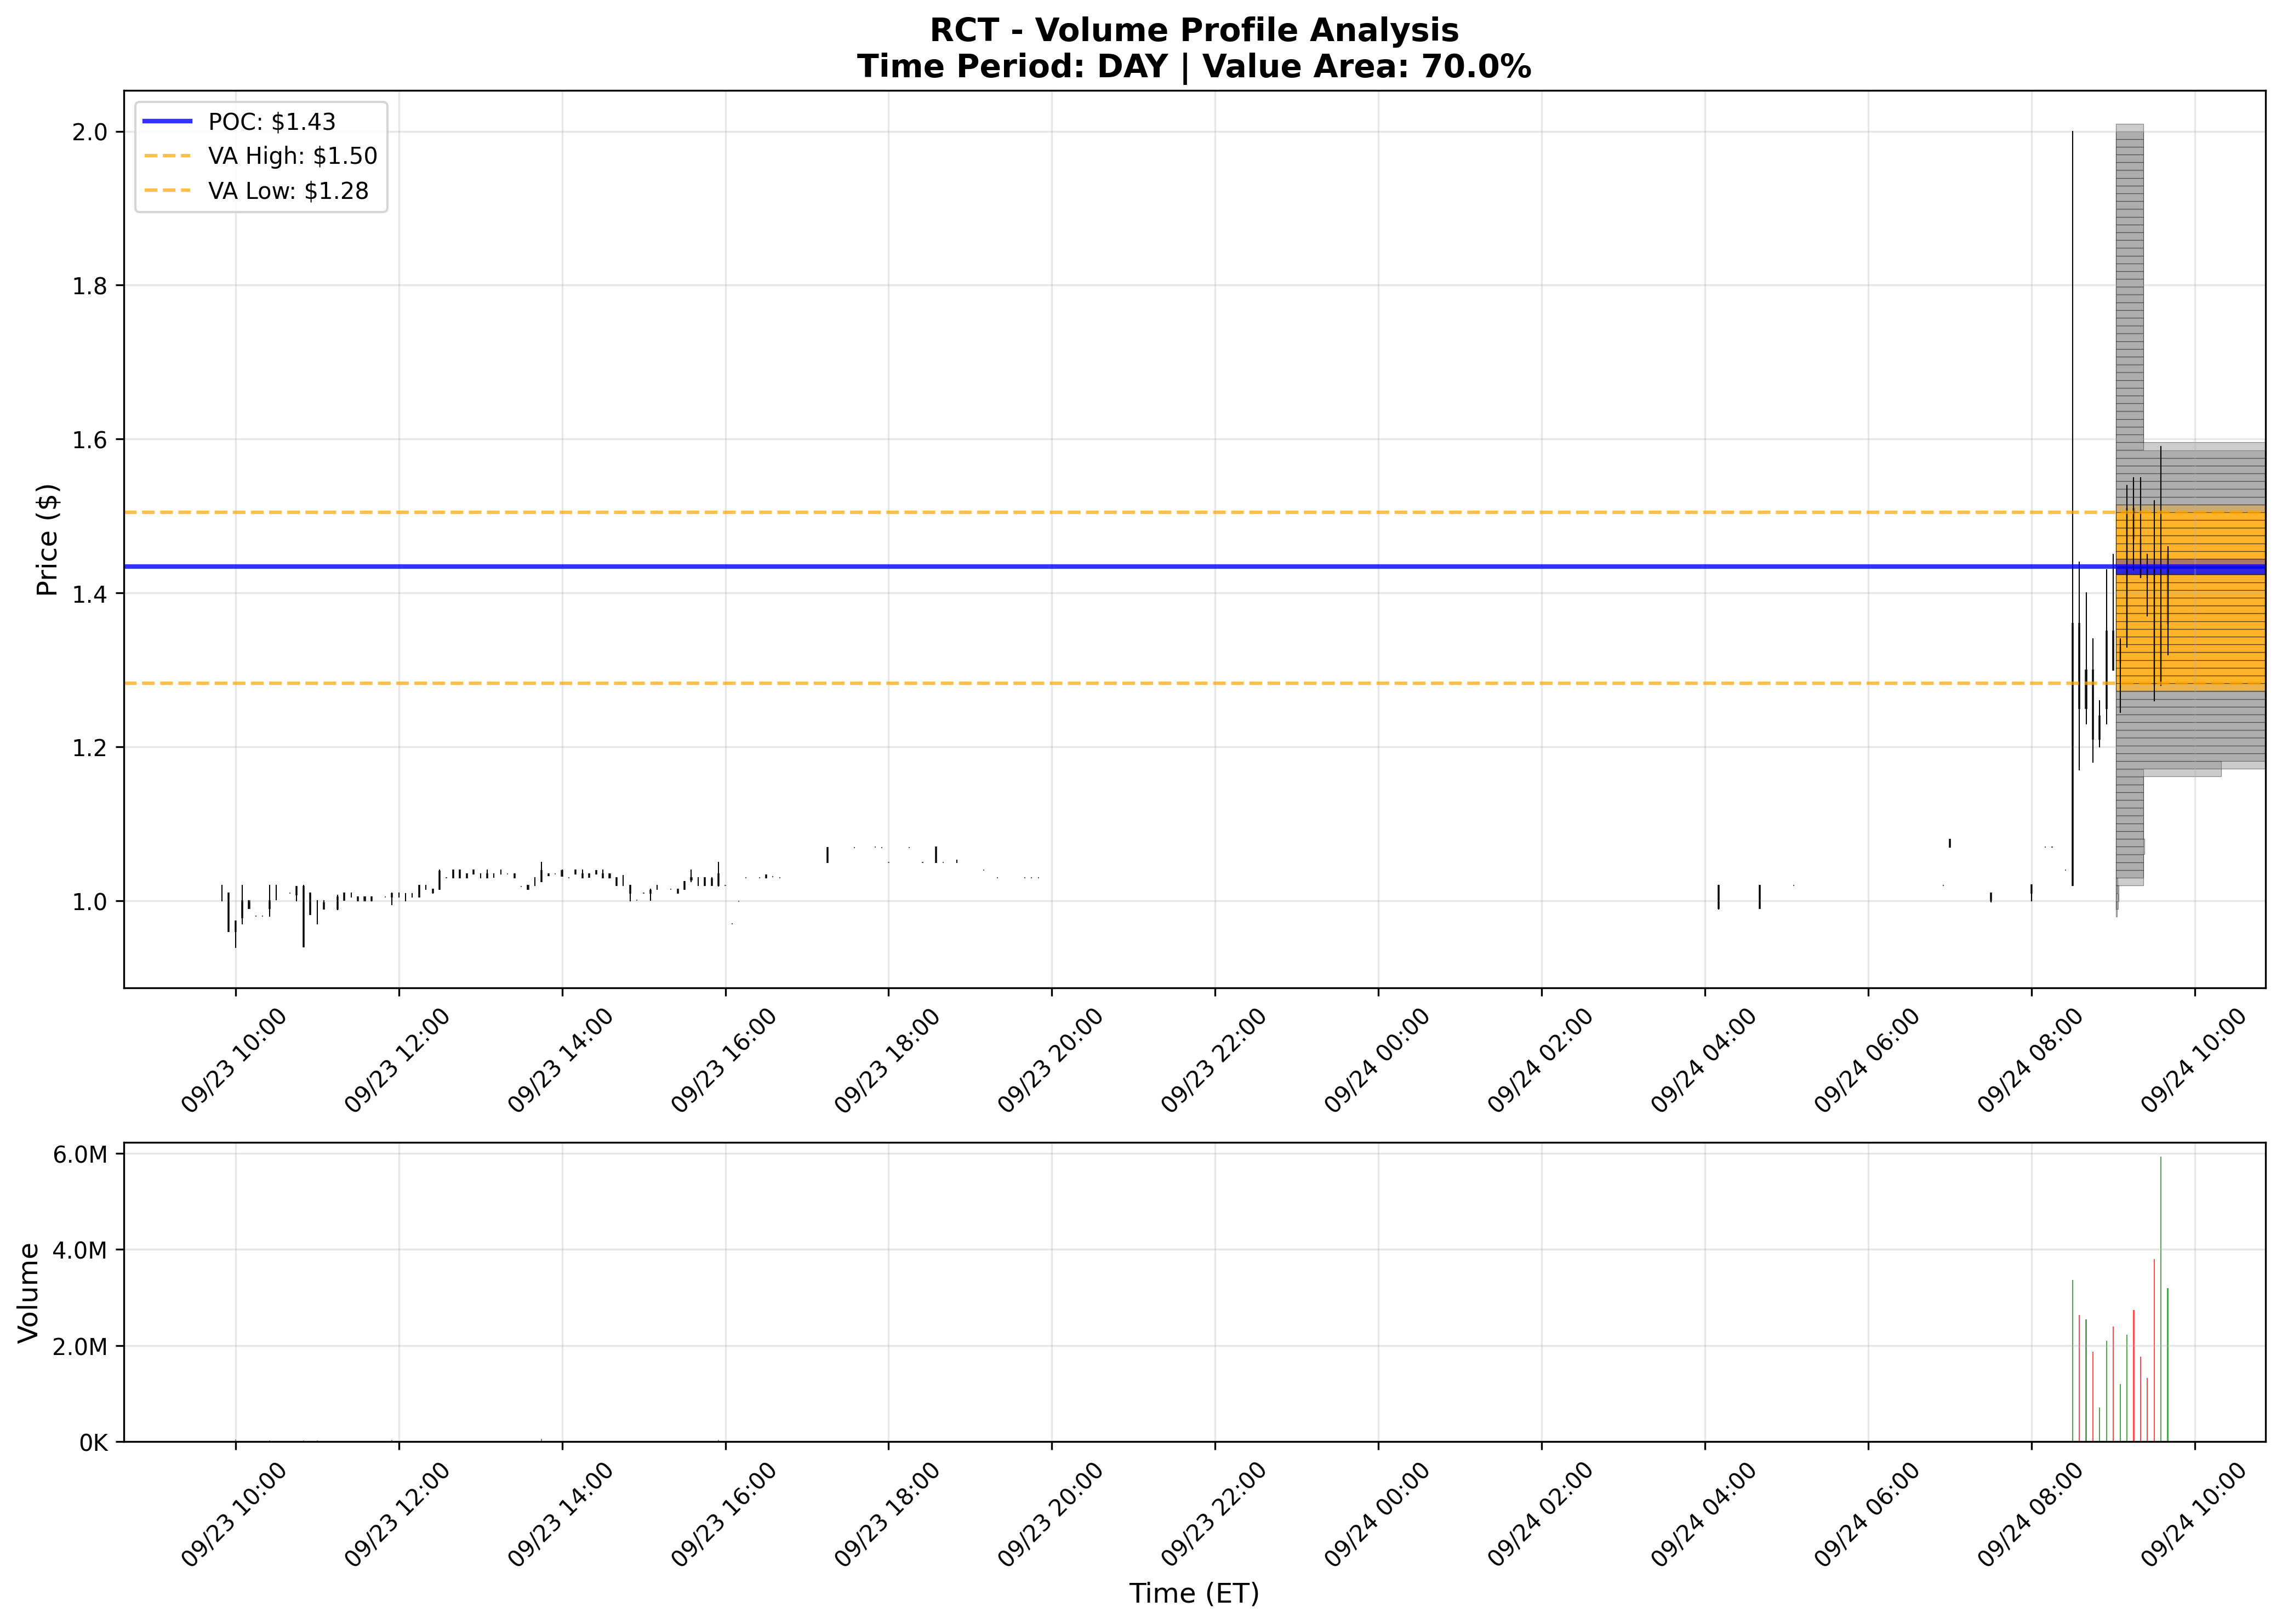 RCT - Volume Profile Analysis
Time Period: DAY | Value Area: 70.0%
POC: $1.43
VA High: $1.50
VA Low: $1.28
Price ($)
2.0
1.8
1.6
1.4
1.2
1.0
09/23 10:00
09/23 12:00
09/23 14:00
09/23 16:00
09/23 18:00
09/23 20:00
09/23 22:00
09/24 00:00
09/24 02:00
09/24 04:00
09/24 06:00
09/24 08:00
09/24 10:00
Volume
6.0M
4.0M
2.0M
0K
09/23 10:00
09/23 12:00
09/23 14:00
09/23 16:00
09/23 18:00
09/23 20:00
09/23 22:00
09/24 00:00
09/24 02:00
09/24 04:00
09/24 06:00
09/24 08:00
09/24 10:00
Time (ET)